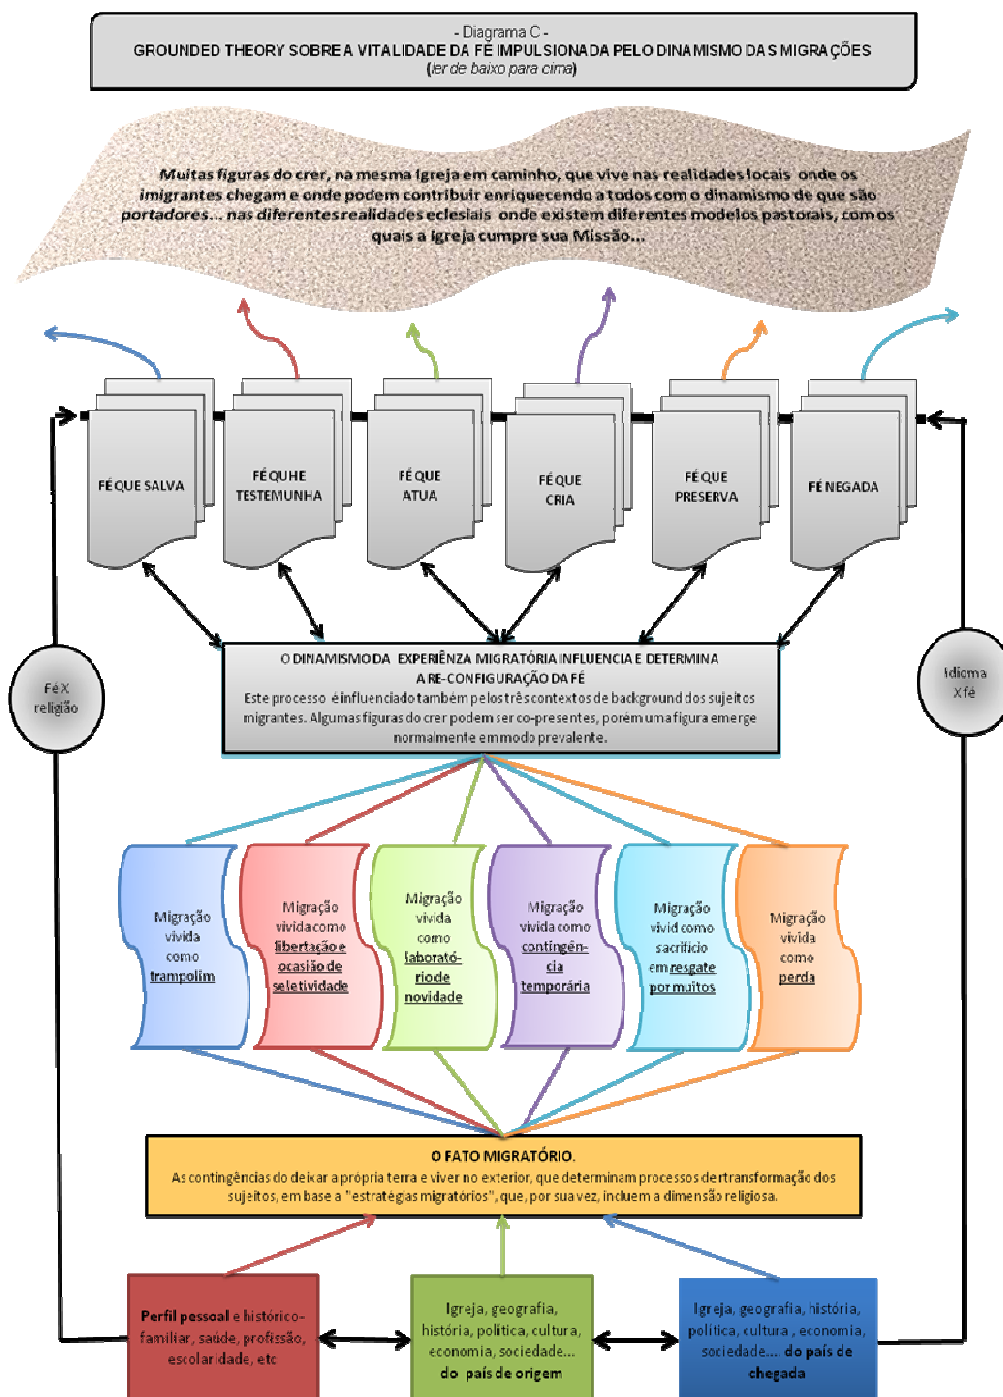 - Diagrama C -
GROUNDED THEORY SOBRE A VITALIDADE DA FÉ IMPULSIONADA PELO DINAMISMO DAS MIGRAÇÕES
(ler de baixo para cima)
Muitas figuras do crer, na mesma Igreja em caminho, que vive nas realidades locais onde os
imigrantes chegam e onde podem contribuir enriquecendo a todos com o dinamismo de que são
portadores... nas diferentes realidades eclesiais onde existem diferentes modelos pastorais, com os
quais a Igreja cumpre sua Missão...
FÉ QUE SALVA
FÉ QUHE
TESTEMUNHA
FÉ QUE
ATUA
FÉ QUE
CRIA
FÉ QUE
PRESERVA
FÉ NEGADA
Fé X
religião
Idioma
X fé
O DINAMISMO DA EXPERIÊNZA MIGRATÓRIA INFLUENCIA E DETERMINA
A RE-CONFIGURAÇÃO DA FÉ
Este processo é influenciado também pelos três contextos de background dos sujeitos
migrantes. Algumas figuras do crer podem ser co-presentes, porém uma figura emerge
normalmente em modo prevalente.
Migração
vivida
como
trampolim
Migração
vivida como
libertação e
ocasião de
seletividade
Migração
vivida
como
laborató-
rio de
novidade
Migração
vivida como
contingên-
cia
temporária
Migração
vivid como
sacrifício
em resgate
por muitos
Migração
vivida
como
perda
O FATO MIGRATÓRIO.
As contingências do deixar a própria terra e viver no exterior, que determinam processos dertransformação dos
sujeitos, em base a "estratégias migratórios", que, por sua vez, incluem a dimensão religiosa.
Perfil pessoal e histórico-
familiar, saúde, profissão,
escolaridade, etc
Igreja, geografia,
história, política, cultura,
economia, sociedade...
do país de origem
Igreja, geografia, história,
política, cultura , economia,
sociedade.... do país de
chegada